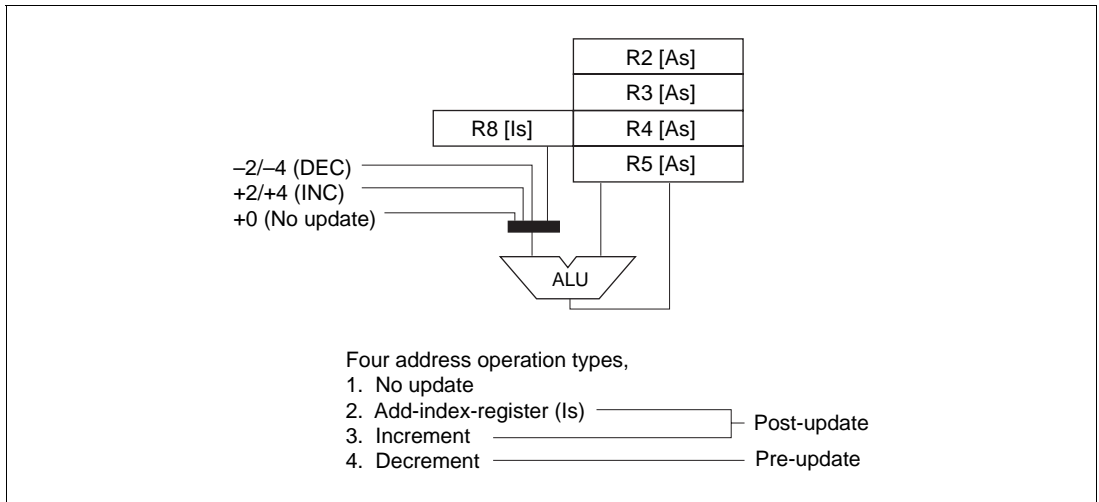 R2 [As]
R3 [As]
R8 [Is]
R4 [As]
R5 [As]
–2/–4 (DEC)
+2/+4 (INC)
+0 (No update)
ALU
Four address operation types,
1. No update
2. Add-index-register (Is)
Post-update
3. Increment
4. Decrement
Pre-update